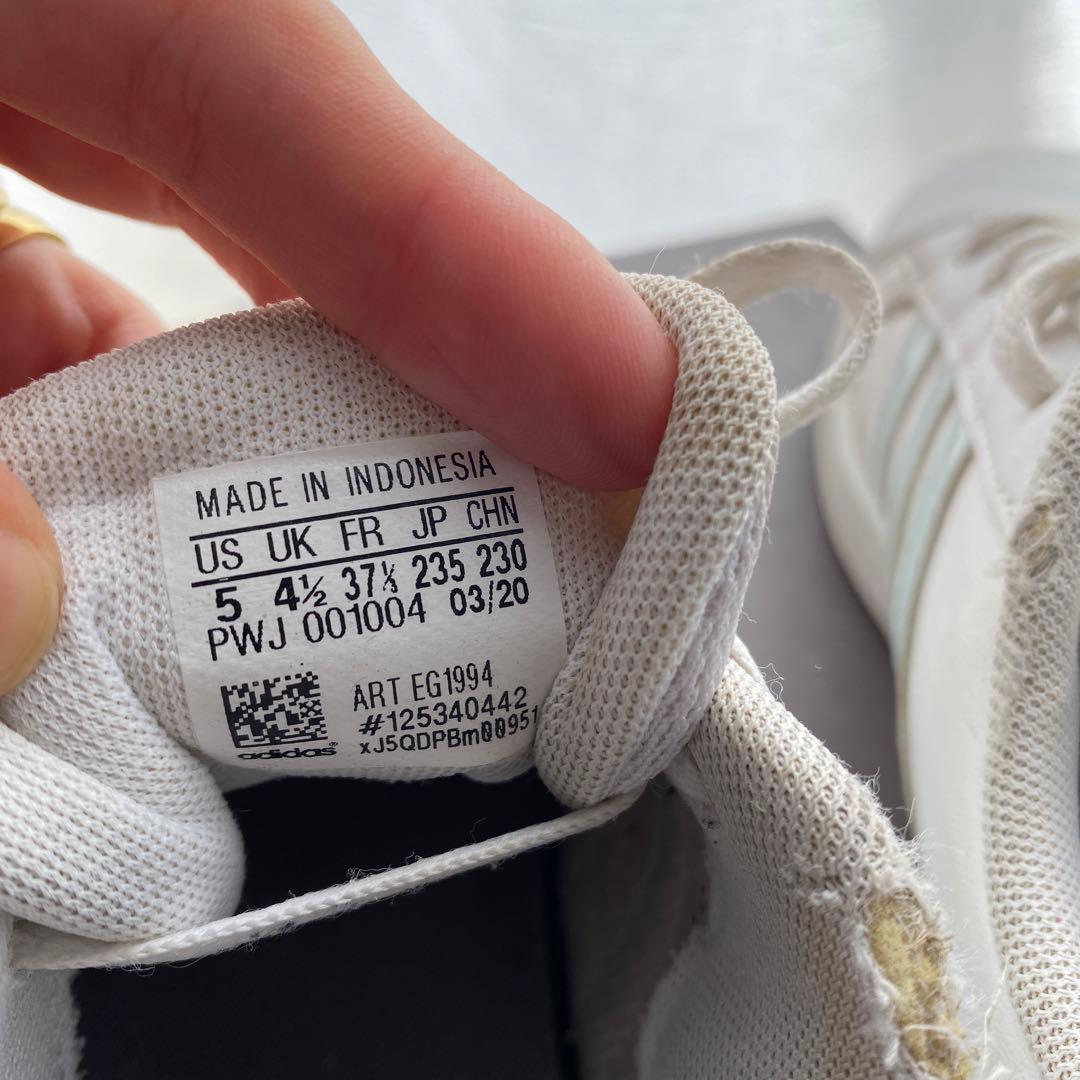 MADE IN INDONESIA
US UK FR JP CHN
5 4½ 37⅓ 235 230
PWJ 001004 03/20
ART EG1994
#125340442
xJ5QDPBm00951
adidas